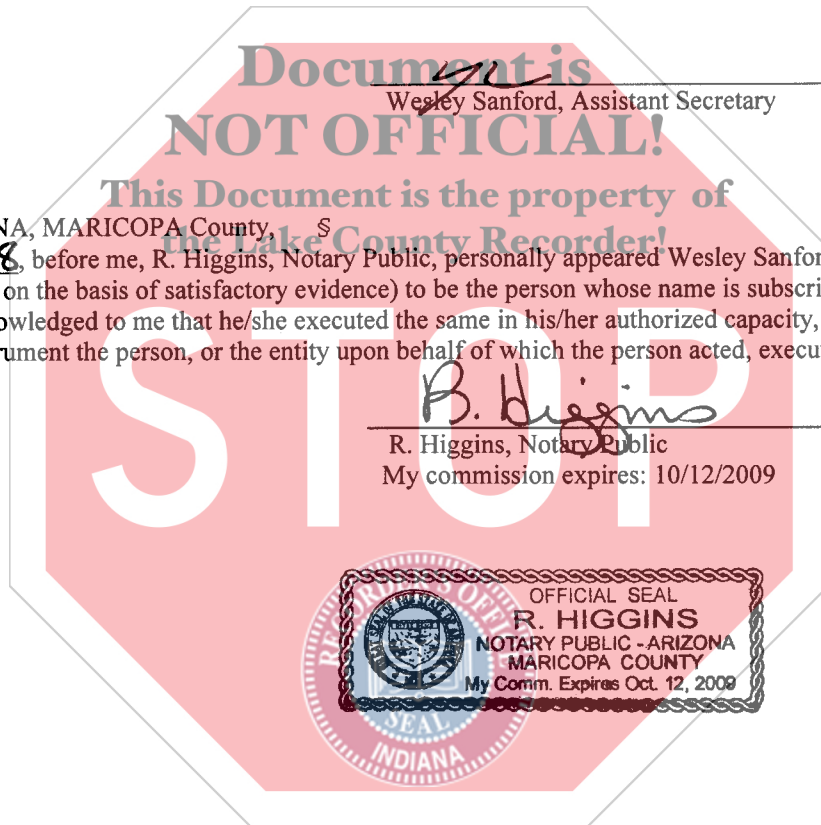 Document is
Wesley Sanford, Assistant Secretary
NOT OFFICIAL!
This Document is the property of
NA, MARICOPA County, §
the Lake County Recorder!
8, before me, R. Higgins, Notary Public, personally appeared Wesley Sanfor
on the basis of satisfactory evidence) to be the person whose name is subscri
owledged to me that he/she executed the same in his/her authorized capacity,
rument the person, or the entity upon behalf of which the person acted, execu
STOP
R. Higgins
R. Higgins, Notary Public
My commission expires: 10/12/2009
OFFICIAL SEAL
R. HIGGINS
NOTARY PUBLIC - ARIZONA
MARICOPA COUNTY
My Comm. Expires Oct. 12, 2009
RECORDER'S OFFICE
SEAL
INDIANA